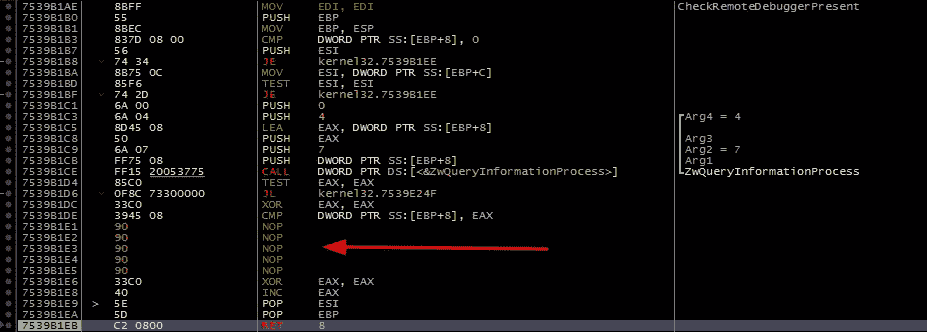 7539B1AE 8BFF MOV EDI, EDI CheckRemoteDebuggerPresent
7539B1B0 55 PUSH EBP
7539B1B1 8BEC MOV EBP, ESP
7539B1B3 837D 08 00 CMP DWORD PTR SS:[EBP+8], 0
7539B1B7 56 PUSH ESI
7539B1B8 74 34 JE kernel32.7539B1EE
7539B1BA 8B75 0C MOV ESI, DWORD PTR SS:[EBP+C]
7539B1BD 85F6 TEST ESI, ESI
7539B1BF 74 2D JE kernel32.7539B1EE
7539B1C1 6A 00 PUSH 0
7539B1C3 6A 04 PUSH 4 Arg4 = 4
7539B1C5 8D45 08 LEA EAX, DWORD PTR SS:[EBP+8]
7539B1C8 50 PUSH EAX Arg3
7539B1C9 6A 07 PUSH 7 Arg2 = 7
7539B1CB FF75 08 PUSH DWORD PTR SS:[EBP+8] Arg1
7539B1CE FF15 20053775 CALL DWORD PTR DS:[<&ZwQueryInformationProcess>] ZwQueryInformationProcess
7539B1D4 85C0 TEST EAX, EAX
7539B1D6 0F8C 73300000 JL kernel32.7539E24F
7539B1DC 33C0 XOR EAX, EAX
7539B1DE 3945 08 CMP DWORD PTR SS:[EBP+8], EAX
7539B1E1 90 NOP
7539B1E2 90 NOP
7539B1E3 90 NOP
7539B1E4 90 NOP
7539B1E5 90 NOP
7539B1E6 33C0 XOR EAX, EAX
7539B1E8 40 INC EAX
7539B1E9 > 5E POP ESI
7539B1EA 5D POP EBP
7539B1EB C2 0800 RET 8